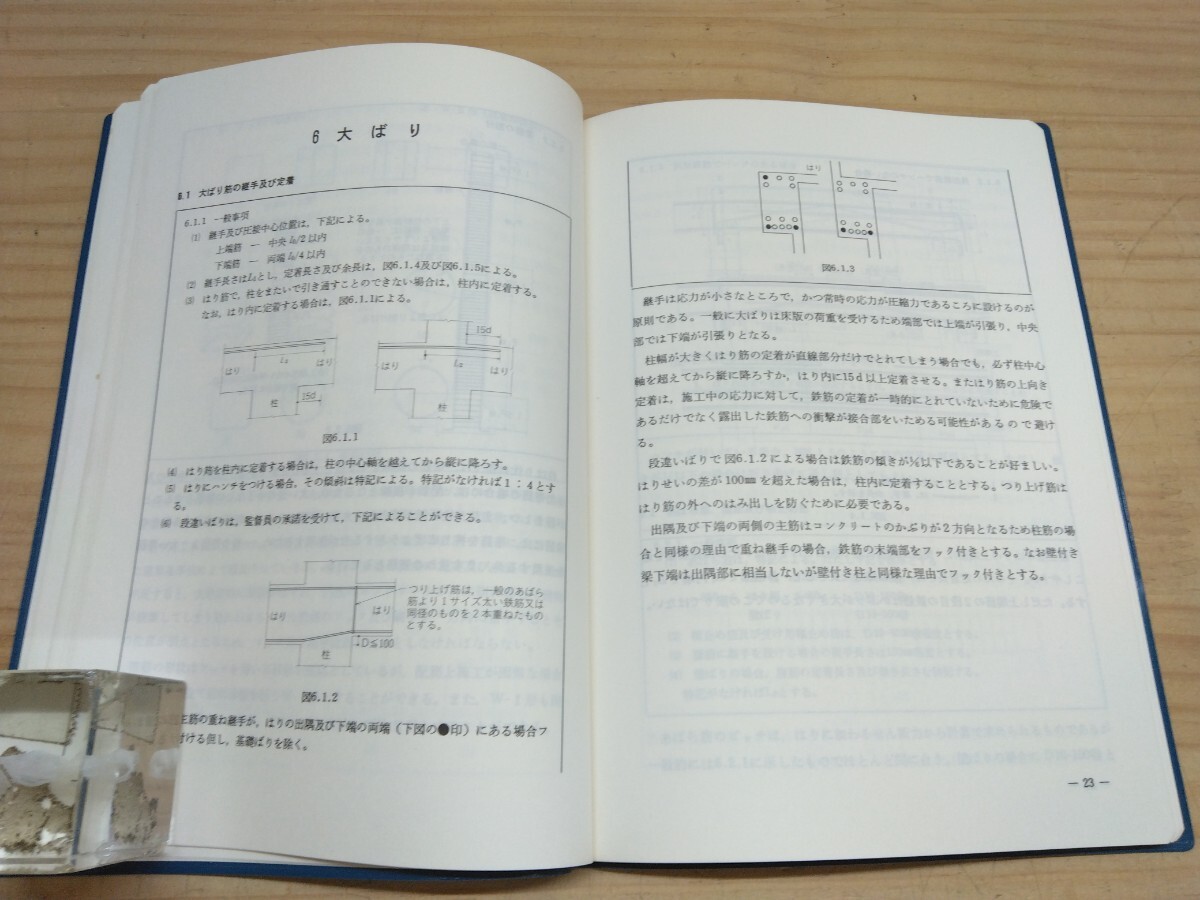 6 大ばり
6.1 大ばり筋の継手及び定着
6.1.1 一般事項
(1) 継手及び圧接中心位置は，下記による。
上端筋 ― 中央 l₀/2以内
下端筋 ― 両端 l₀/4以内
(2) 継手長さはL₁とし，定着長さ及び余長は，図6.1.4及び図6.1.5による。
(3) はり筋で，柱をまたいで引き通すことのできない場合は，柱内に定着する。
なお，はり内に定着する場合は，図6.1.1による。
はり
L₂
はり
15d
柱
15d
はり
L₂
はり
柱
図6.1.1
(4) はり筋を柱内に定着する場合は，柱の中心軸を越えてから縦に降ろす。
(5) はりにハンチをつける場合，その傾斜は特記による。特記がなければ1：4とす
る。
(6) 段違いばりは，監督員の承諾を受けて，下記によることができる。
はり
はり
柱
D≦100
つり上げ筋は，一般のあばら
筋より1サイズ太い鉄筋又は
同径のものを2本重ねたもの
とする。
図6.1.2
主筋の重ね継手が，はりの出隅及び下端の両端（下図の●印）にある場合フ
付ける但し，基礎ばりを除く。
はり
図6.1.3
継手は応力が小さなところで，かつ常時の応力が圧縮力であるころに設けるのが
原則である。一般に大ばりは床版の荷重を受けるため端部では上端が引張り，中央
部では下端が引張りとなる。
柱幅が大きくはり筋の定着が直線部分だけでとれてしまう場合でも，必ず柱中心
軸を超えてから縦に降ろすか，はり内に15d以上定着させる。またはり筋の上向き
定着は，施工中の応力に対して，鉄筋の定着が一時的にとれていないために危険で
あるだけでなく露出した鉄筋への衝撃が接合部をいためる可能性があるので避け
る。
段違いばりで図6.1.2による場合は鉄筋の傾きが⅙以下であることが好ましい。
はりせいの差が100㎜を超えた場合は，柱内に定着することとする。つり上げ筋は
はり筋の外へのはみ出しを防ぐために必要である。
出隅及び下端の両側の主筋はコンクリートのかぶりが2方向となるため柱筋の場
合と同様の理由で重ね継手の場合，鉄筋の末端部をフック付きとする。なお壁付き
梁下端は出隅部に相当しないが壁付き柱と同様な理由でフック付きとする。
― 23 ―